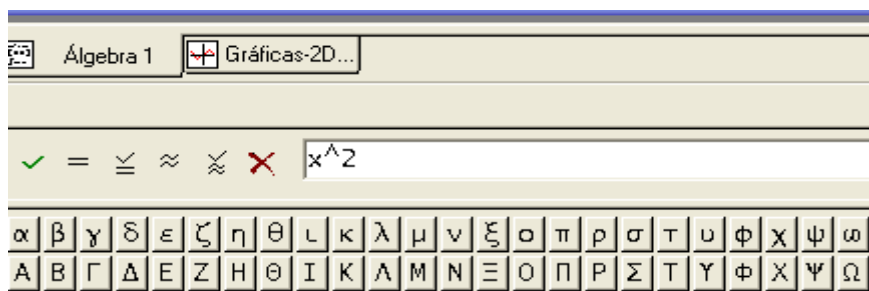 Álgebra 1 Gráficas-2D...
= ≈ x^2
α β γ δ ε ζ η θ ι κ λ μ ν ξ ο π ρ σ τ υ φ χ ψ ω
Α Β Γ Δ Ε Ζ Η Θ Ι Κ Λ Μ Ν Ξ Ο Π Ρ Σ Τ Υ Φ Χ Ψ Ω